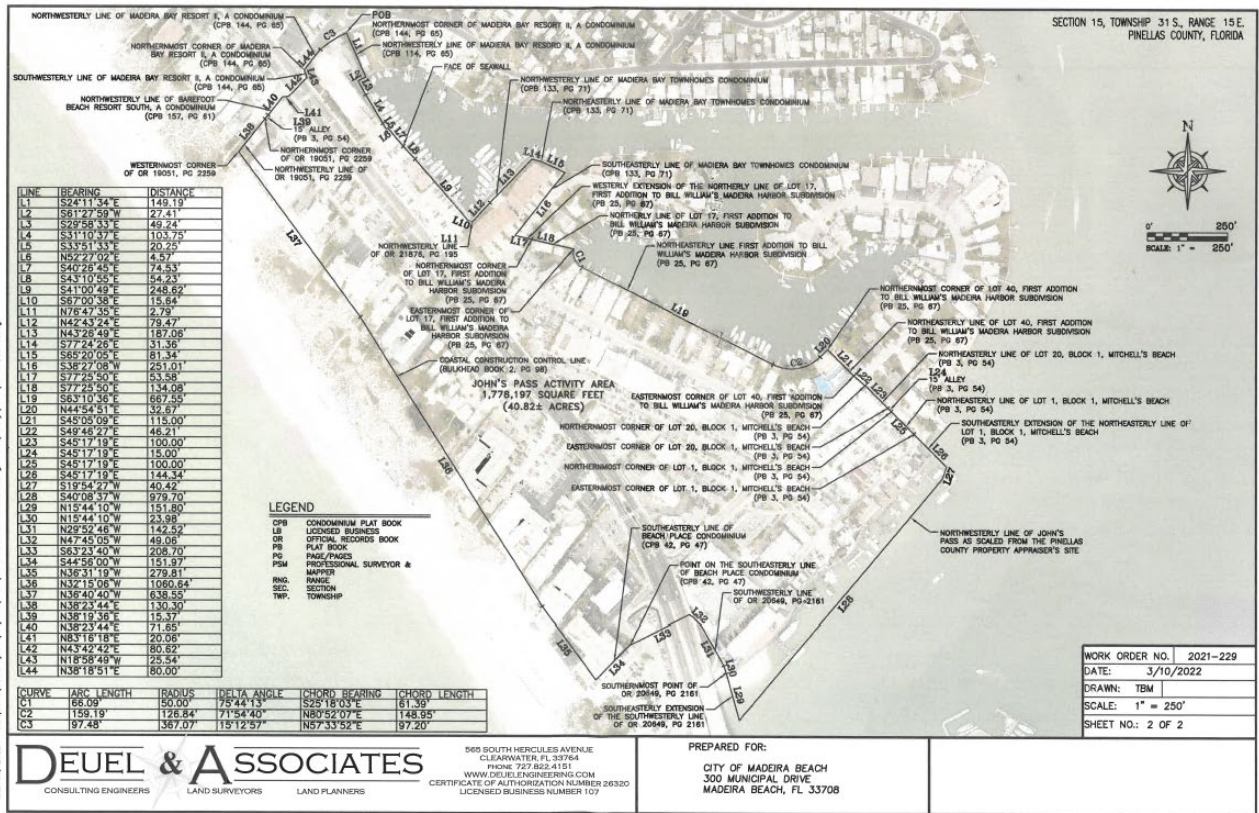 SECTION 15, TOWNSHIP 31 S., RANGE 15 E.
PINELLAS COUNTY, FLORIDA
NORTHWESTERLY LINE OF MADEIRA BAY RESORT II, A CONDOMINIUM
(CPB 144, PG 65)
NORTHERNMOST CORNER OF MADEIRA
BAY RESORT II, A CONDOMINIUM
(CPB 144, PG 65)
SOUTHWESTERLY LINE OF MADEIRA BAY RESORT II, A CONDOMINIUM
(CPB 144, PG 65)
NORTHWESTERLY LINE OF BAREFOOT
BEACH RESORT SOUTH, A CONDOMINIUM
(CPB 157, PG 61)
WESTERNMOST CORNER
OF OR 19051, PG 2259
L41
L39
15' ALLEY
(PB 3, PG 54)
NORTHERNMOST CORNER
OF OR 19051, PG 2259
NORTHWESTERLY LINE OF
OR 19051, PG 2259
POB
NORTHERNMOST CORNER OF MADEIRA BAY RESORT II, A CONDOMINIUM
(CPB 144, PG 65)
NORTHWESTERLY LINE OF MADEIRA BAY RESORD II, A CONDOMINIUM
(CPB 114, PG 65)
FACE OF SEAWALL
NORTHWESTERLY LINE OF MADIERA BAY TOWNHOMES CONDOMINIUM
(CPB 133, PG 71)
NORTHEASTERLY LINE OF MADIERA BAY TOWNHOMES CONDOMINIUM
(CPB 133, PG 71)
SOUTHEASTERLY LINE OF MADIERA BAY TOWNHOMES CONDOMINIUM
(CPB 133, PG 71)
WESTERLY EXTENSION OF THE NORTHERLY LINE OF LOT 17,
FIRST ADDITION TO BILL WILLIAM'S MADEIRA HARBOR SUBDIVISION
(PB 25, PG 67)
NORTHERLY LINE OF LOT 17, FIRST ADDITION TO
BILL WILLIAM'S MADEIRA HARBOR SUBDIVISION
(PB 25, PG 67)
NORTHEASTERLY LINE FIRST ADDITION TO BILL
WILLIAM'S MADEIRA HARBOR SUBDIVISION
(PB 25, PG 67)
NORTHWESTERLY LINE
OF OR 21876, PG 195
NORTHERNMOST CORNER
OF LOT 17, FIRST ADDITION
TO BILL WILLIAM'S MADEIRA
HARBOR SUBDIVISION
(PB 25, PG 67)
EASTERNMOST CORNER OF
LOT 17, FIRST ADDITION TO
BILL WILLIAM'S MADEIRA
HARBOR SUBDIVISION
(PB 25, PG 67)
COASTAL CONSTRUCTION CONTROL LINE
(BULKHEAD BOOK 2, PG 98)
JOHN'S PASS ACTIVITY AREA
1,778,197 SQUARE FEET
(40.82± ACRES)
N
0' 250'
SCALE: 1" = 250'
NORTHERNMOST CORNER OF LOT 40, FIRST ADDITION
TO BILL WILLIAM'S MADEIRA HARBOR SUBDIVISION
(PB 25, PG 67)
NORTHEASTERLY LINE OF LOT 40, FIRST ADDITION
TO BILL WILLIAM'S MADEIRA HARBOR SUBDIVISION
(PB 25, PG 67)
NORTHEASTERLY LINE OF LOT 20, BLOCK 1, MITCHELL'S BEACH
(PB 3, PG 54)
L24
15' ALLEY
(PB 3, PG 54)
NORTHEASTERLY LINE OF LOT 1, BLOCK 1, MITCHELL'S BEACH
(PB 3, PG 54)
SOUTHEASTERLY EXTENSION OF THE NORTHEASTERLY LINE OF
LOT 1, BLOCK 1, MITCHELL'S BEACH
(PB 3, PG 54)
EASTERNMOST CORNER OF LOT 40, FIRST ADDITION
TO BILL WILLIAM'S MADEIRA HARBOR SUBDIVISION
(PB 25, PG 67)
NORTHERNMOST CORNER OF LOT 20, BLOCK 1, MITCHELL'S BEACH
(PB 3, PG 54)
EASTERNMOST CORNER OF LOT 20, BLOCK 1, MITCHELL'S BEACH
(PB 3, PG 54)
NORTHERNMOST CORNER OF LOT 1, BLOCK 1, MITCHELL'S BEACH
(PB 3, PG 54)
EASTERNMOST CORNER OF LOT 1, BLOCK 1, MITCHELL'S BEACH
(PB 3, PG 54)
NORTHWESTERLY LINE OF JOHN'S
PASS AS SCALED FROM THE PINELLAS
COUNTY PROPERTY APPRAISER'S SITE
SOUTHEASTERLY LINE OF
BEACH PLACE CONDOMINIUM
(CPB 42, PG 47)
POINT ON THE SOUTHEASTERLY LINE
OF BEACH PLACE CONDOMINIUM
(CPB 42, PG 47)
SOUTHWESTERLY LINE
OF OR 20649, PG 2161
SOUTHERNMOST POINT OF
OR 20649, PG 2161
SOUTHEASTERLY EXTENSION
OF THE SOUTHWESTERLY LINE
OF OR 20649, PG 2161
LINE BEARING DISTANCE
L1 S24°11'34"E 149.19'
L2 S61°27'59"W 27.41'
L3 S29°58'33"E 49.24'
L4 S31°10'37"E 103.75'
L5 S33°51'33"E 20.25'
L6 N52°27'02"E 4.57'
L7 S40°26'45"E 74.53'
L8 S43°10'55"E 54.23'
L9 S41°00'49"E 248.62'
L10 S67°00'38"E 15.64'
L11 N76°47'35"E 2.79'
L12 N42°43'24"E 79.47'
L13 N43°26'49"E 187.06'
L14 S77°24'26"E 31.36'
L15 S65°20'05"E 81.34'
L16 S38°27'08"W 251.01'
L17 S77°25'50"E 53.58'
L18 S77°25'50"E 134.08'
L19 S63°10'36"E 667.55'
L20 N44°54'51"E 32.67'
L21 S45°05'09"E 115.00'
L22 S49°46'27"E 46.21'
L23 S45°17'19"E 100.00'
L24 S45°17'19"E 15.00'
L25 S45°17'19"E 100.00'
L26 S45°17'19"E 144.34'
L27 S19°54'27"W 40.42'
L28 S40°08'37"W 979.70'
L29 N15°44'10"W 151.80'
L30 N15°44'10"W 23.98'
L31 N29°52'46"W 142.52'
L32 N47°45'05"W 49.06'
L33 S63°23'40"W 208.70'
L34 S44°56'00"W 151.97'
L35 N36°31'19"W 279.81'
L36 N32°15'06"W 1060.64'
L37 N36°40'40"W 638.55'
L38 N38°23'44"E 130.30'
L39 N38°19'36"E 15.37'
L40 N38°23'44"E 71.65'
L41 N83°16'18"E 20.06'
L42 N43°42'42"E 80.62'
L43 N18°58'49"W 25.54'
L44 N38°18'51"E 80.00'
LEGEND
CPB CONDOMINIUM PLAT BOOK
LB LICENSED BUSINESS
OR OFFICIAL RECORDS BOOK
PB PLAT BOOK
PG PAGE/PAGES
PSM PROFESSIONAL SURVEYOR &
MAPPER
RNG. RANGE
SEC. SECTION
TWP. TOWNSHIP
CURVE ARC LENGTH RADIUS DELTA ANGLE CHORD BEARING CHORD LENGTH
C1 66.09' 50.00' 75°44'13" S25°18'03"E 61.39'
C2 159.19' 126.84' 71°54'40" N80°52'07"E 148.95'
C3 97.48' 367.07' 15°12'57" N57°33'52"E 97.20'
WORK ORDER NO. 2021-229
DATE: 3/10/2022
DRAWN: TBM
SCALE: 1" = 250'
SHEET NO.: 2 OF 2
DEUEL & ASSOCIATES
CONSULTING ENGINEERS LAND SURVEYORS LAND PLANNERS
565 SOUTH HERCULES AVENUE
CLEARWATER, FL 33764
PHONE 727.822.4151
WWW.DEUELENGINEERING.COM
CERTIFICATE OF AUTHORIZATION NUMBER 26320
LICENSED BUSINESS NUMBER 107
PREPARED FOR:
CITY OF MADEIRA BEACH
300 MUNICIPAL DRIVE
MADEIRA BEACH, FL 33708